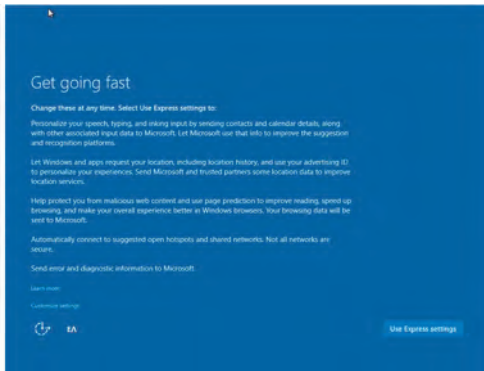 Get going fast
Change these at any time. Select Use Express settings to:
Personalize your speech, typing, and inking input by sending contacts and calendar details, along
with other associated input data to Microsoft. Let Microsoft use that info to improve the suggestion
and recognition platforms.
Let Windows and apps request your location, including location history, and use your advertising ID
to personalize your experiences. Send Microsoft and trusted partners some location data to improve
location services.
Help protect you from malicious web content and use page prediction to improve reading, speed up
browsing, and make your overall experience better in Windows browsers. Your browsing data will be
sent to Microsoft.
Automatically connect to suggested open hotspots and shared networks. Not all networks are
secure.
Send error and diagnostic information to Microsoft.
Learn more
Customize settings
ΕΛ
Use Express settings